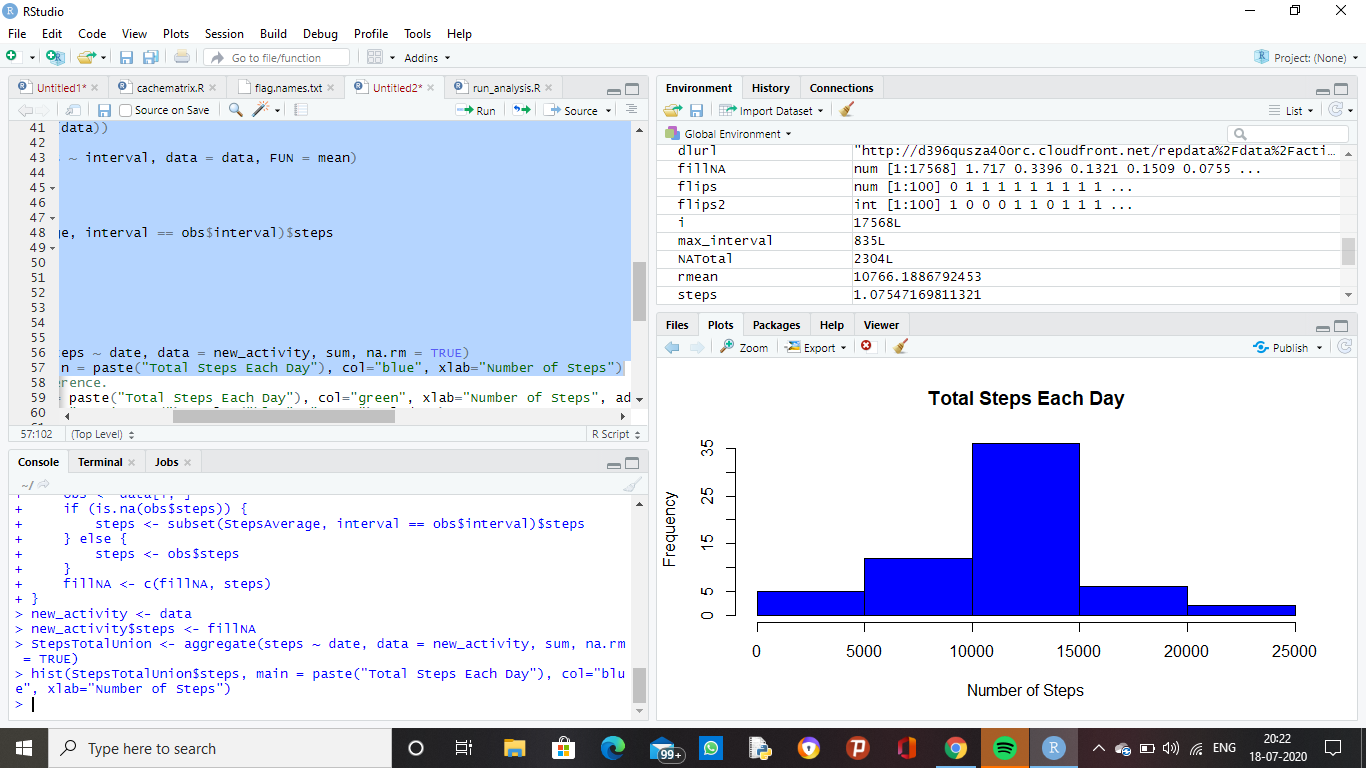 RStudio
File Edit Code View Plots Session Build Debug Profile Tools Help
Go to file/function
Addins
Project: (None)
Untitled1*
cachematrix.R
flag.names.txt
Untitled2*
run_analysis.R
Source on Save
Run
Source
41 (data))
42
43 ~ interval, data = data, FUN = mean)
44
45
46
47
48 ge, interval == obs$interval)$steps
49
50
51
52
53
54
55
56 eps ~ date, data = new_activity, sum, na.rm = TRUE)
57 n = paste("Total Steps Each Day"), col="blue", xlab="Number of Steps")
58 rence.
59 paste("Total Steps Each Day"), col="green", xlab="Number of Steps", ad
60
57:102 (Top Level) R Script
Console Terminal Jobs
~/
+ obs <- data[i, ]
+ if (is.na(obs$steps)) {
+ steps <- subset(StepsAverage, interval == obs$interval)$steps
+ } else {
+ steps <- obs$steps
+ }
+ fillNA <- c(fillNA, steps)
+ }
> new_activity <- data
> new_activity$steps <- fillNA
> StepsTotalUnion <- aggregate(steps ~ date, data = new_activity, sum, na.rm
= TRUE)
> hist(StepsTotalUnion$steps, main = paste("Total Steps Each Day"), col="blu
e", xlab="Number of Steps")
>
Environment History Connections
Import Dataset
List
Global Environment
dlurl "http://d396qusza40orc.cloudfront.net/repdata%2Fdata%2Facti…
fillNA num [1:17568] 1.717 0.3396 0.1321 0.1509 0.0755 ...
flips num [1:100] 0 1 1 1 1 1 1 1 1 1 ...
flips2 int [1:100] 1 0 0 0 1 1 0 1 1 1 ...
i 17568L
max_interval 835L
NATotal 2304L
rmean 10766.1886792453
steps 1.07547169811321
Files Plots Packages Help Viewer
Zoom Export Publish
Total Steps Each Day
Frequency
35
25
15
5
0
0 5000 10000 15000 20000 25000
Number of Steps
Type here to search
99+
ENG
20:22
18-07-2020